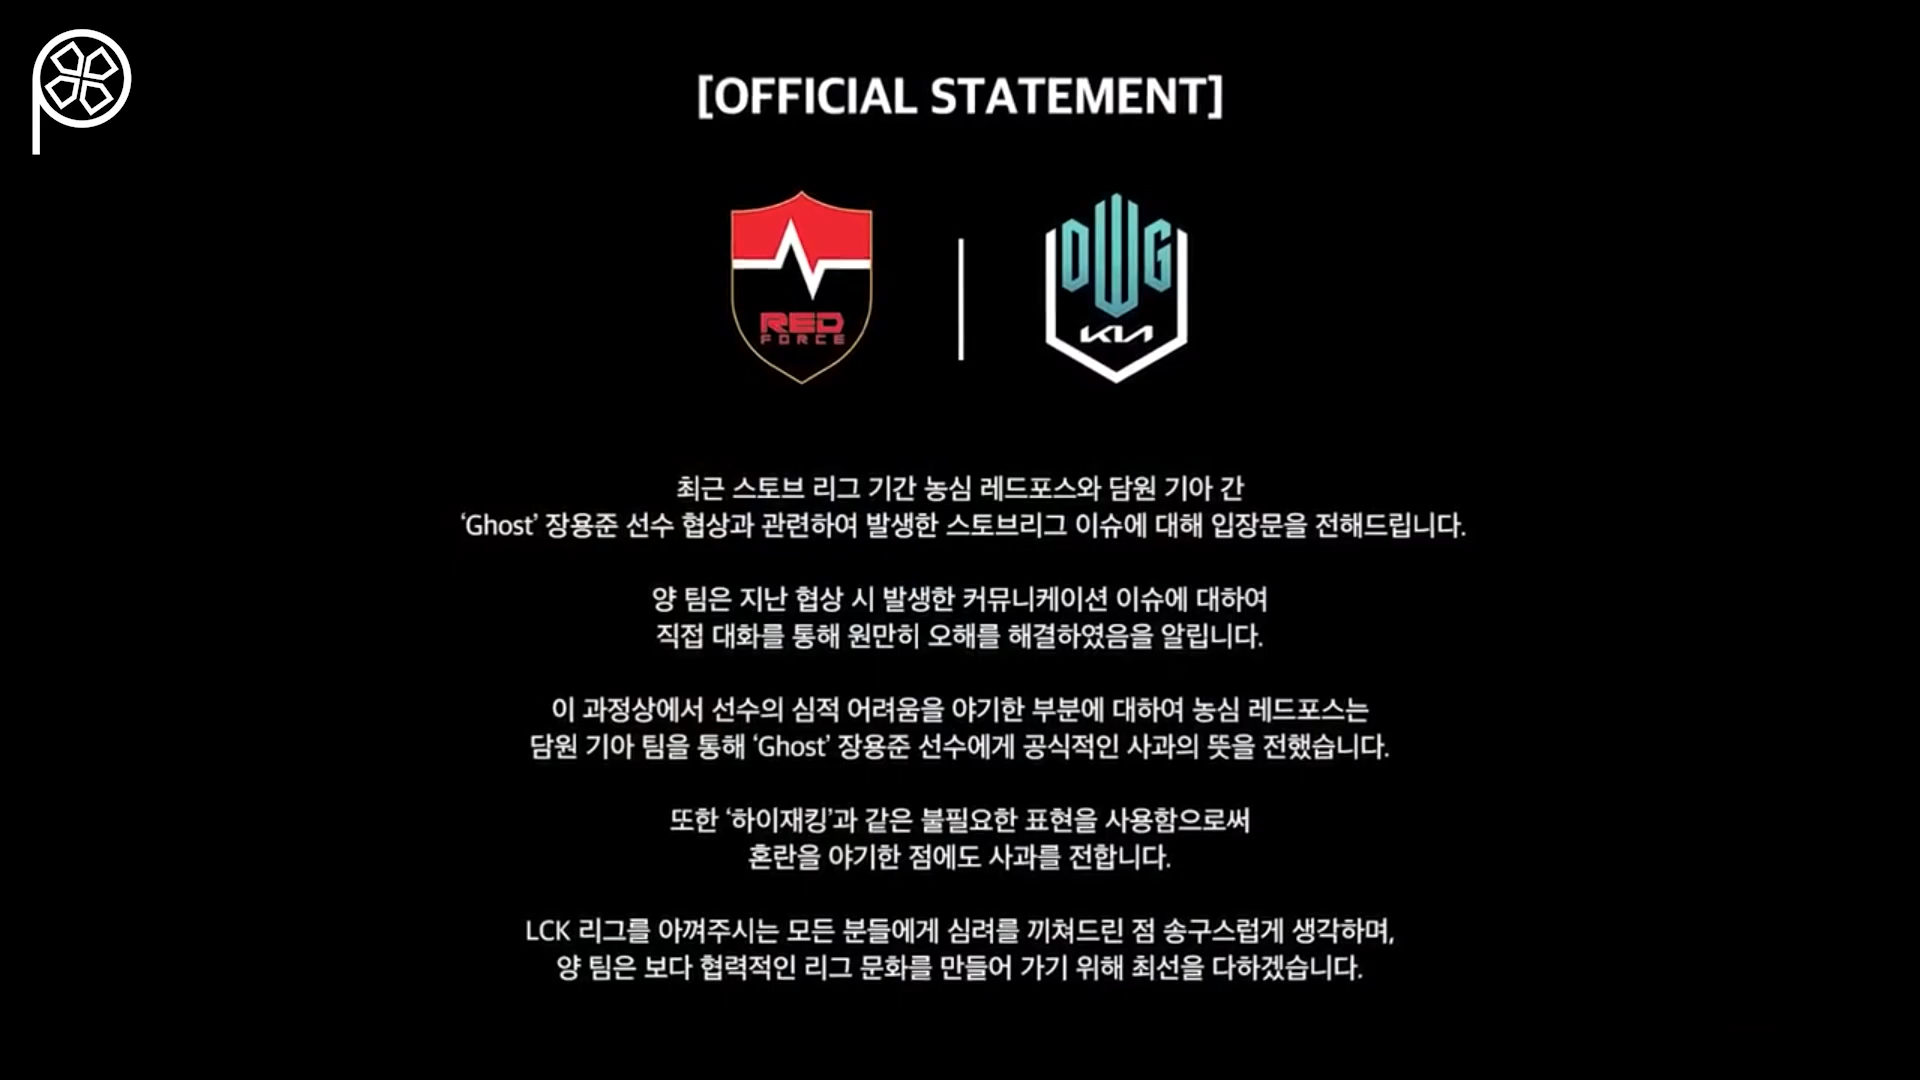 [OFFICIAL STATEMENT]
RED
FORCE
DWG
KIA
최근 스토브 리그 기간 농심 레드포스와 담원 기아 간
‘Ghost’ 장용준 선수 협상과 관련하여 발생한 스토브리그 이슈에 대해 입장문을 전해드립니다.
양 팀은 지난 협상 시 발생한 커뮤니케이션 이슈에 대하여
직접 대화를 통해 원만히 오해를 해결하였음을 알립니다.
이 과정상에서 선수의 심적 어려움을 야기한 부분에 대하여 농심 레드포스는
담원 기아 팀을 통해 ‘Ghost’ 장용준 선수에게 공식적인 사과의 뜻을 전했습니다.
또한 ‘하이재킹’과 같은 불필요한 표현을 사용함으로써
혼란을 야기한 점에도 사과를 전합니다.
LCK 리그를 아껴주시는 모든 분들에게 심려를 끼쳐드린 점 송구스럽게 생각하며,
양 팀은 보다 협력적인 리그 문화를 만들어 가기 위해 최선을 다하겠습니다.